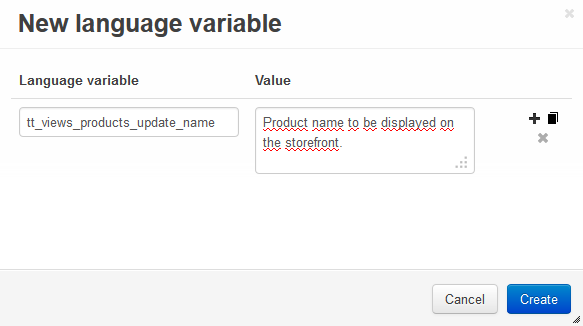 New language variable
Language variable
Value
tt_views_products_update_name
Product name to be displayed on
the storefront.
Cancel
Create